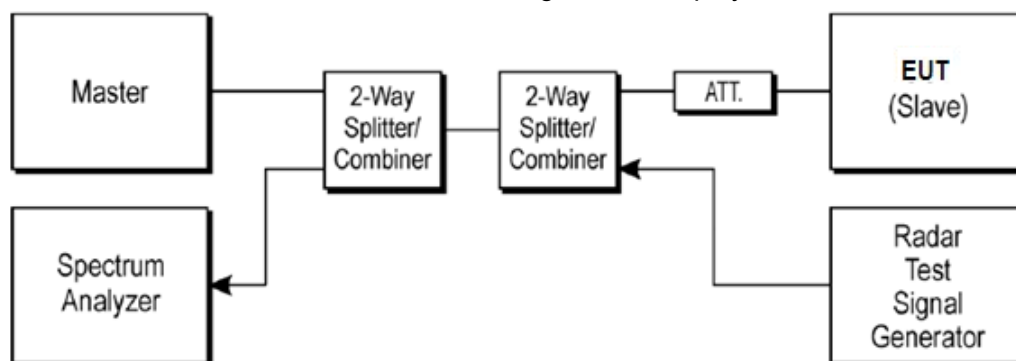 Master
2-Way
Splitter/
Combiner
2-Way
Splitter/
Combiner
ATT.
EUT
(Slave)
Spectrum
Analyzer
Radar
Test
Signal
Generator